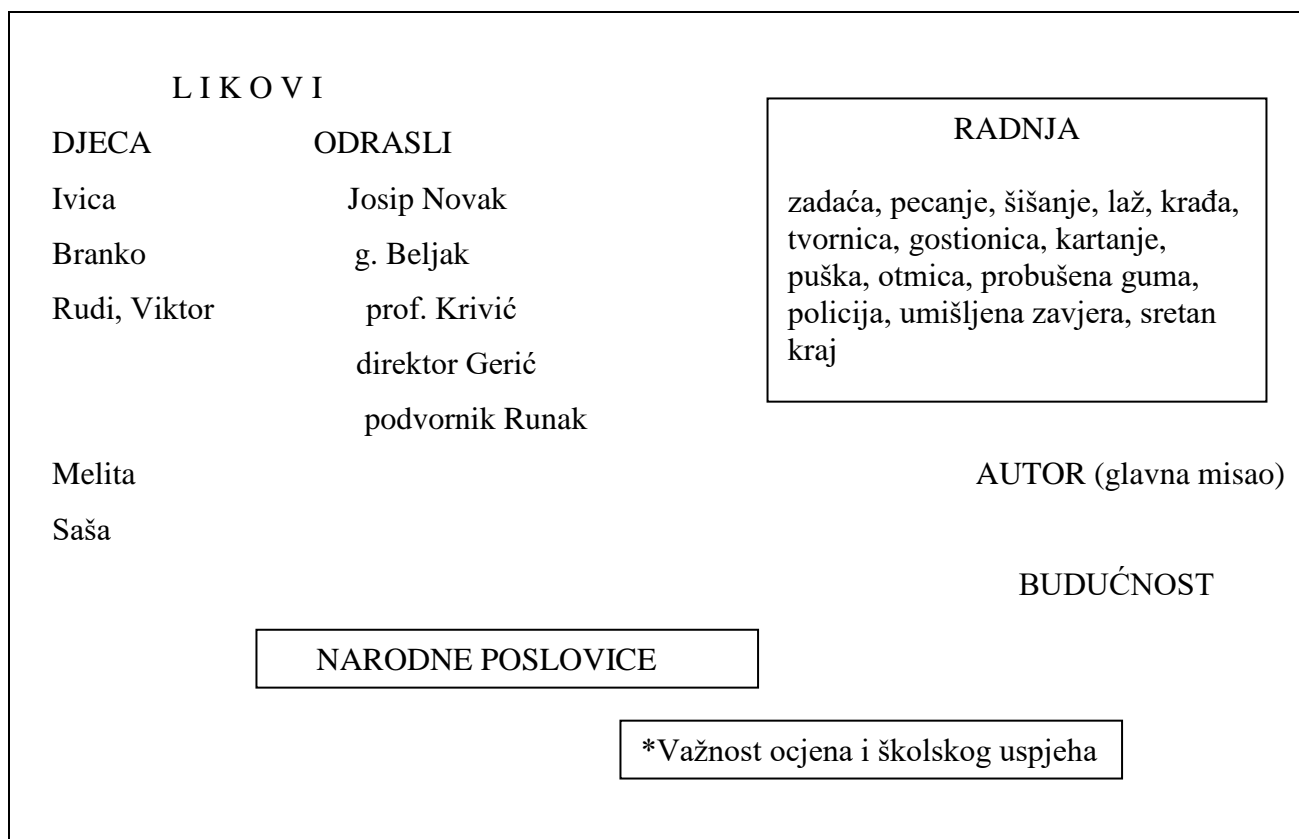 L I K O V I
DJECA ODRASLI
Ivica Josip Novak
Branko g. Beljak
Rudi, Viktor prof. Krivić
direktor Gerić
podvornik Runak
Melita
Saša
RADNJA
zadaća, pecanje, šišanje, laž, krađa,
tvornica, gostionica, kartanje,
puška, otmica, probušena guma,
policija, umišljena zavjera, sretan
kraj
AUTOR (glavna misao)
BUDUĆNOST
NARODNE POSLOVICE
*Važnost ocjena i školskog uspjeha